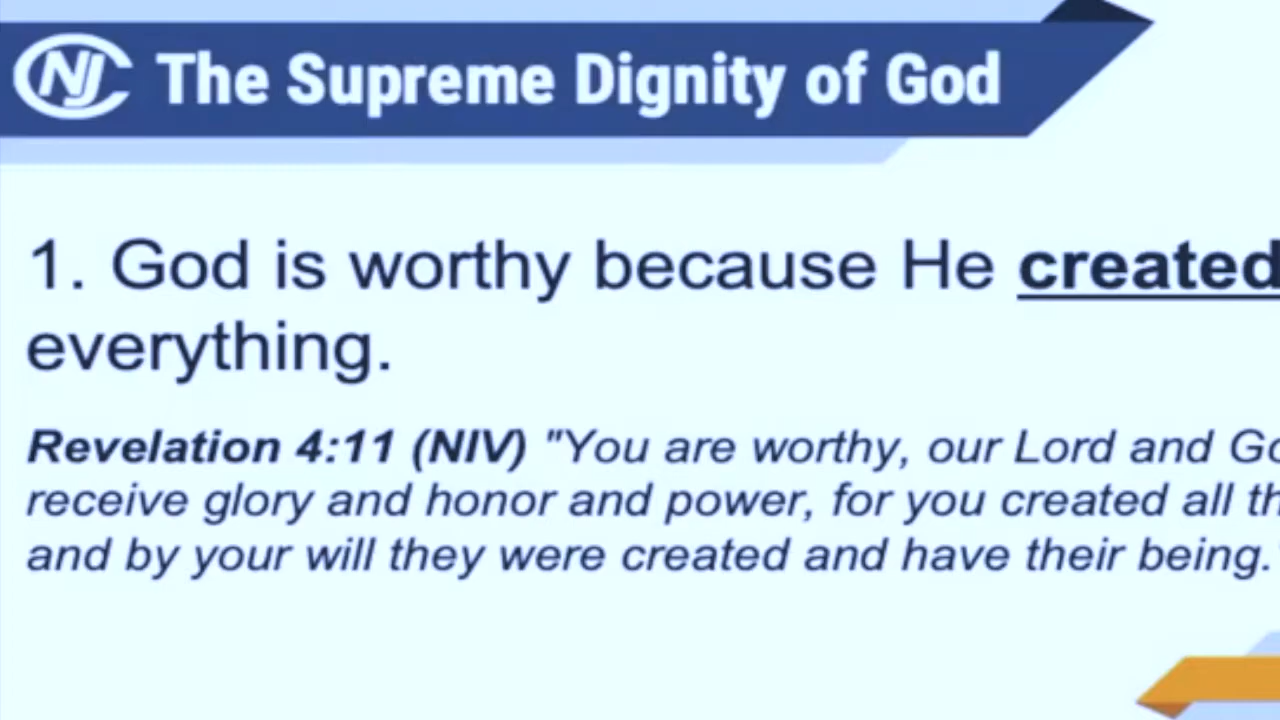 NJC The Supreme Dignity of God
1. God is worthy because He created
everything.
Revelation 4:11 (NIV) "You are worthy, our Lord and Go
receive glory and honor and power, for you created all th
and by your will they were created and have their being."